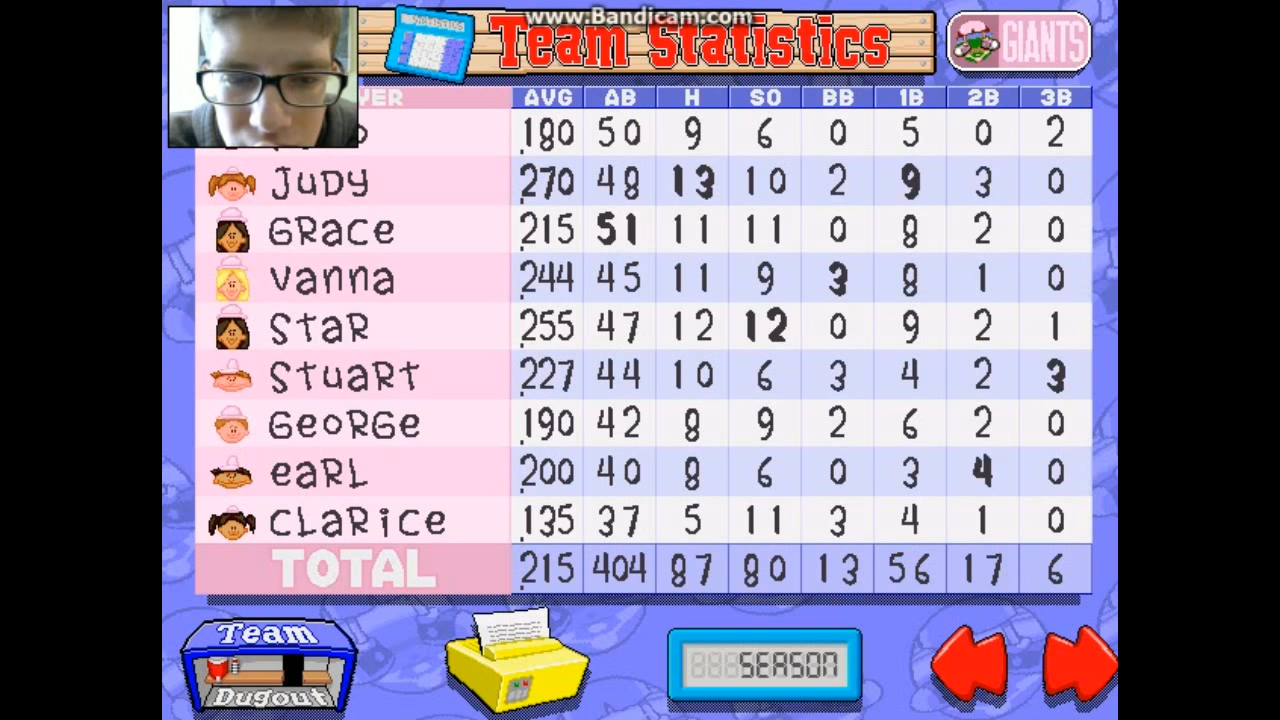 www.Bandicam.com
Team Statistics
GIANTS
YER AVG AB H SO BB 1B 2B 3B
.180 50 9 6 0 5 0 2
JUDY .270 48 13 10 2 9 3 0
GRace .215 51 11 11 0 8 2 0
vanna .244 45 11 9 3 8 1 0
STaR .255 47 12 12 0 9 2 1
STuaRT .227 44 10 6 3 4 2 3
GeoRGe .190 42 8 9 2 6 2 0
eaRL .200 40 8 6 0 3 4 0
CLaRiCe .135 37 5 11 3 4 1 0
TOTAL .215 404 87 80 13 56 17 6
Team
Dugout
SEASON